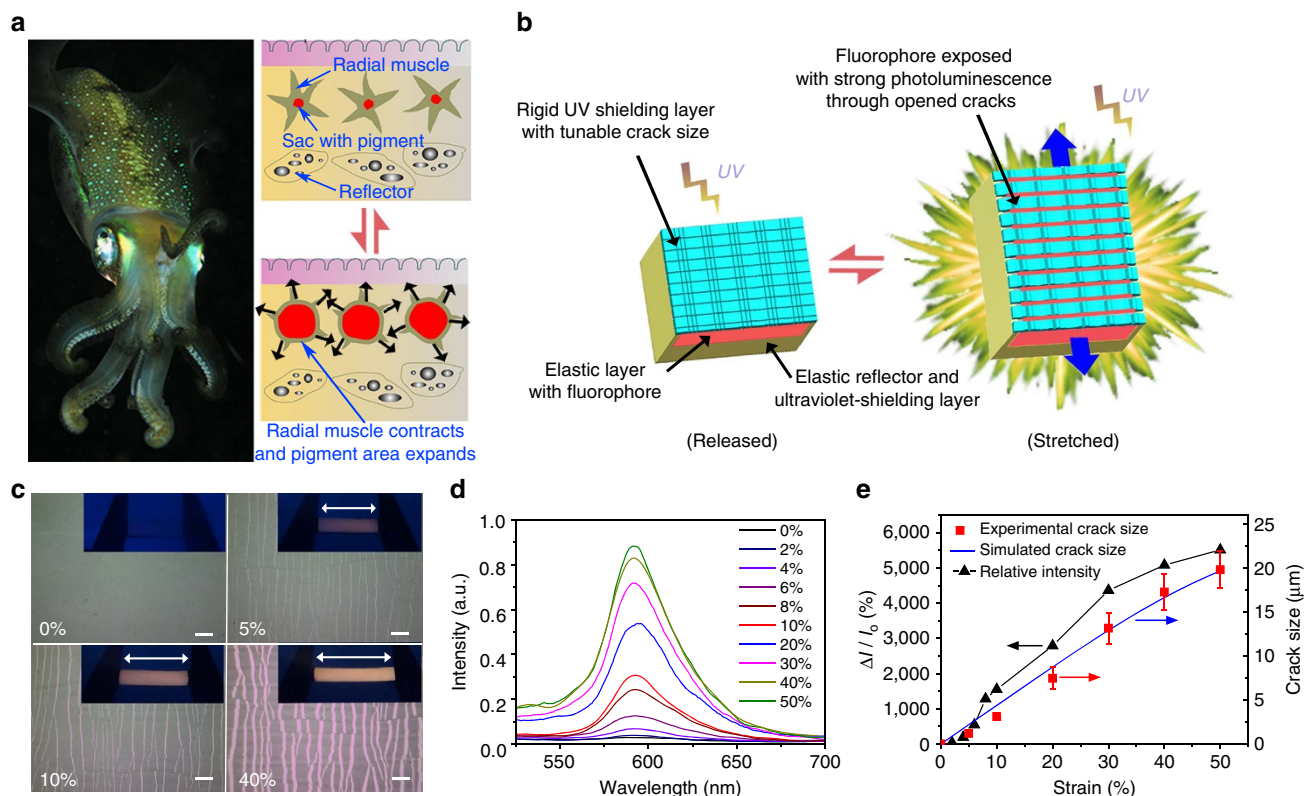 a
Radial muscle
Sac with pigment
Reflector
Radial muscle contracts
and pigment area expands
b
Rigid UV shielding layer
with tunable crack size
UV
Fluorophore exposed
with strong photoluminescence
through opened cracks
UV
Elastic layer
with fluorophore
Elastic reflector and
ultraviolet-shielding layer
(Released)
(Stretched)
c
0%
5%
10%
40%
d
Intensity (a.u.)
1.0
0.8
0.6
0.4
0.2
0.0
0%
2%
4%
6%
8%
10%
20%
30%
40%
50%
550
600
650
700
Wavelength (nm)
e
ΔI / Io (%)
6,000
5,000
4,000
3,000
2,000
1,000
0
Experimental crack size
Simulated crack size
Relative intensity
25
20
15
10
5
0
Crack size (μm)
0
10
20
30
40
50
Strain (%)